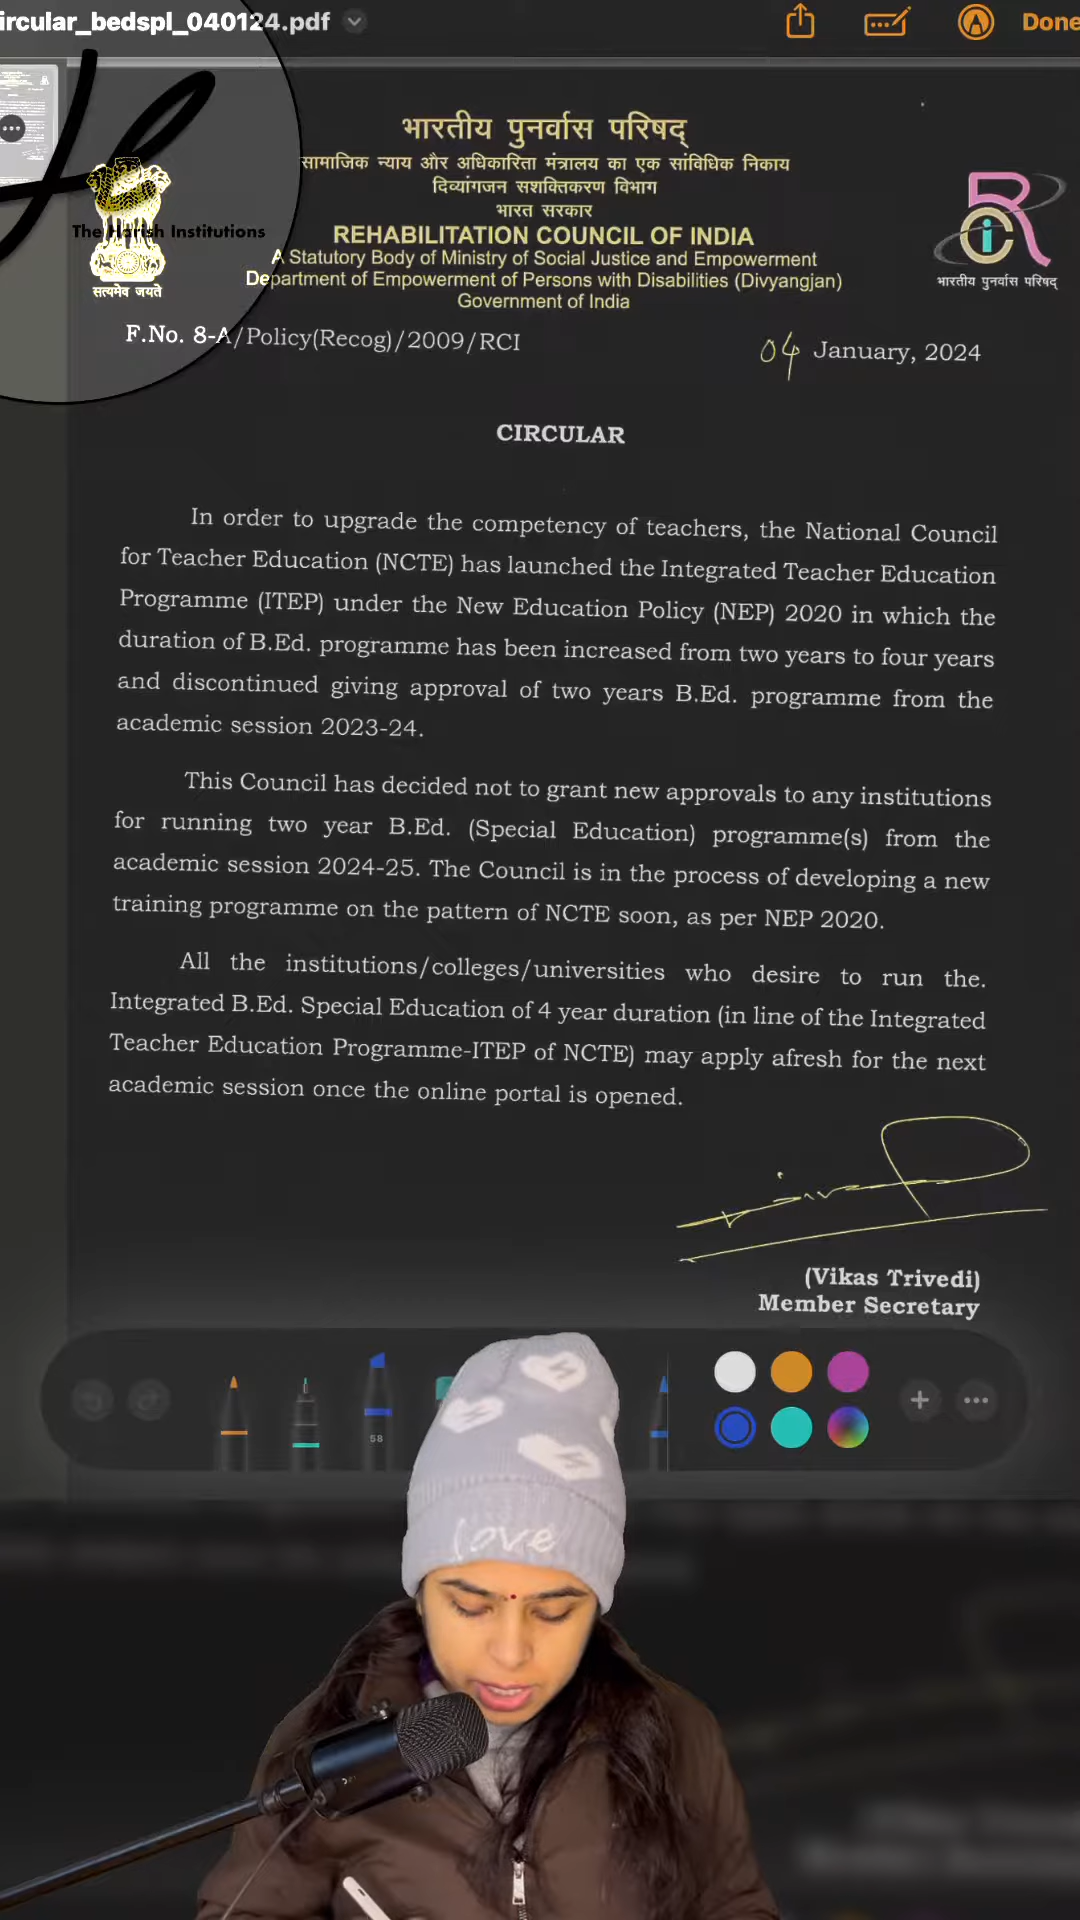 ircular_bedspl_040124.pdf
Done
भारतीय पुनर्वास परिषद्
सामाजिक न्याय और अधिकारिता मंत्रालय का एक सांविधिक निकाय
दिव्यांगजन सशक्तिकरण विभाग
भारत सरकार
The Harish Institutions
REHABILITATION COUNCIL OF INDIA
A Statutory Body of Ministry of Social Justice and Empowerment
Department of Empowerment of Persons with Disabilities (Divyangjan)
Government of India
सत्यमेव जयते
RCI
भारतीय पुनर्वास परिषद
F.No. 8-A/Policy(Recog)/2009/RCI
04 January, 2024
CIRCULAR
In order to upgrade the competency of teachers, the National Council
for Teacher Education (NCTE) has launched the Integrated Teacher Education
Programme (ITEP) under the New Education Policy (NEP) 2020 in which the
duration of B.Ed. programme has been increased from two years to four years
and discontinued giving approval of two years B.Ed. programme from the
academic session 2023-24.
This Council has decided not to grant new approvals to any institutions
for running two year B.Ed. (Special Education) programme(s) from the
academic session 2024-25. The Council is in the process of developing a new
training programme on the pattern of NCTE soon, as per NEP 2020.
All the institutions/colleges/universities who desire to run the.
Integrated B.Ed. Special Education of 4 year duration (in line of the Integrated
Teacher Education Programme-ITEP of NCTE) may apply afresh for the next
academic session once the online portal is opened.
(Vikas Trivedi)
Member Secretary
58
Love